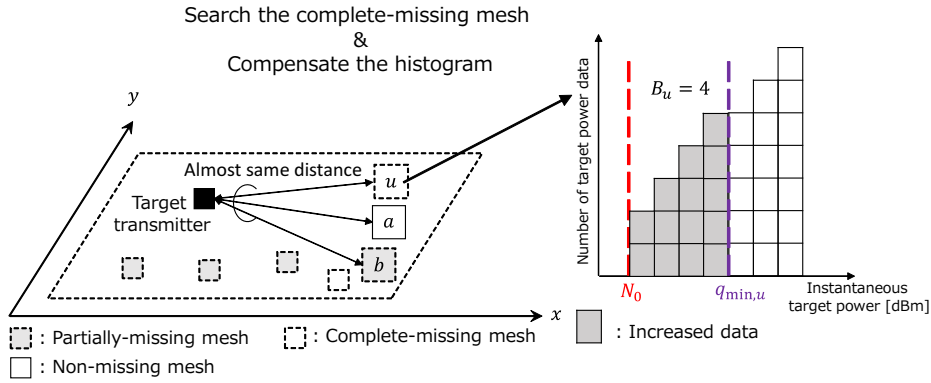 Search the complete-missing mesh
&
Compensate the histogram
y
Almost same distance
u
Target
transmitter
a
b
x
Number of target power data
B_u = 4
N_0
q_min,u
Instantaneous
target power [dBm]
: Partially-missing mesh
: Complete-missing mesh
: Non-missing mesh
: Increased data